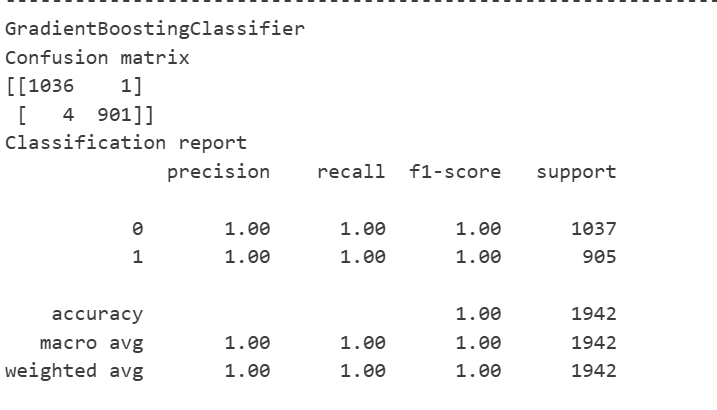 --------------------------------------------------------------
GradientBoostingClassifier
Confusion matrix
[[1036    1]
 [   4  901]]
Classification report
              precision    recall  f1-score   support

           0       1.00      1.00      1.00      1037
           1       1.00      1.00      1.00       905

    accuracy                           1.00      1942
   macro avg       1.00      1.00      1.00      1942
weighted avg       1.00      1.00      1.00      1942